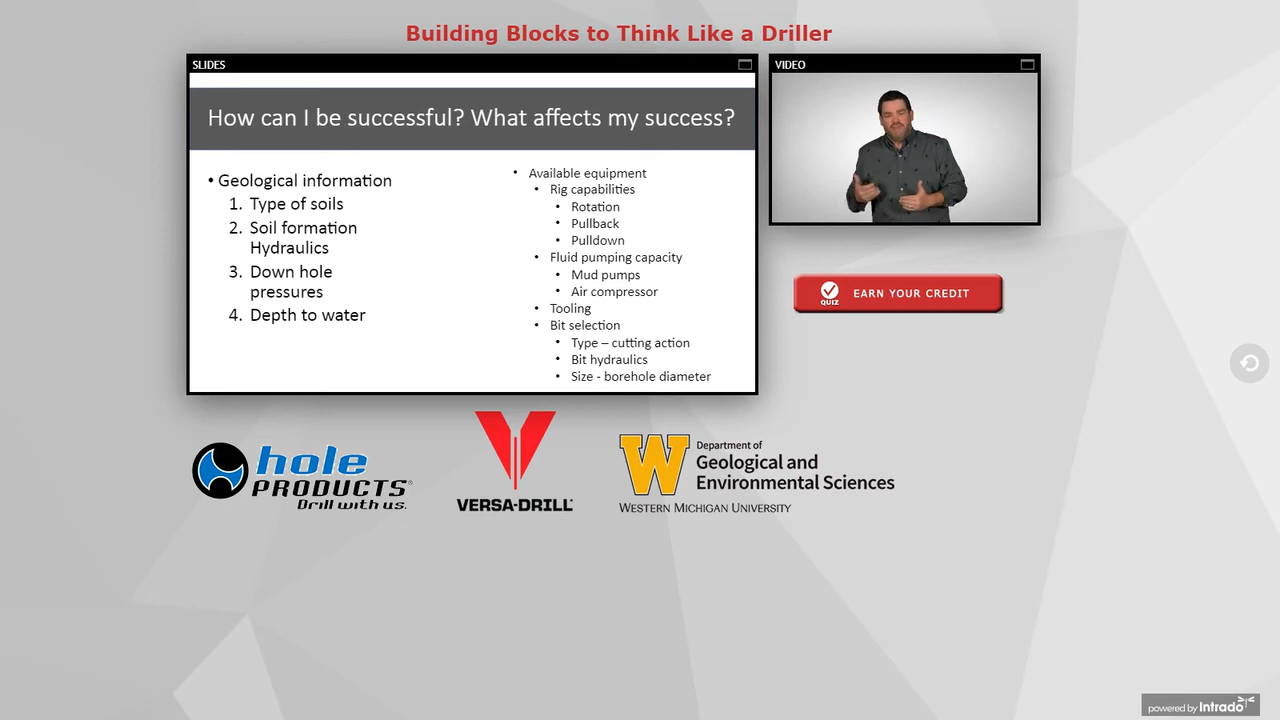 Building Blocks to Think Like a Driller
SLIDES
VIDEO
How can I be successful? What affects my success?
• Geological information
1. Type of soils
2. Soil formation
Hydraulics
3. Down hole
pressures
4. Depth to water
• Available equipment
• Rig capabilities
• Rotation
• Pullback
• Pulldown
• Fluid pumping capacity
• Mud pumps
• Air compressor
• Tooling
• Bit selection
• Type – cutting action
• Bit hydraulics
• Size - borehole diameter
QUIZ
EARN YOUR CREDIT
hole
PRODUCTS®
Drill with us.
VERSA-DRILL®
W
Department of
Geological and
Environmental Sciences
WESTERN MICHIGAN UNIVERSITY
powered by Intrado